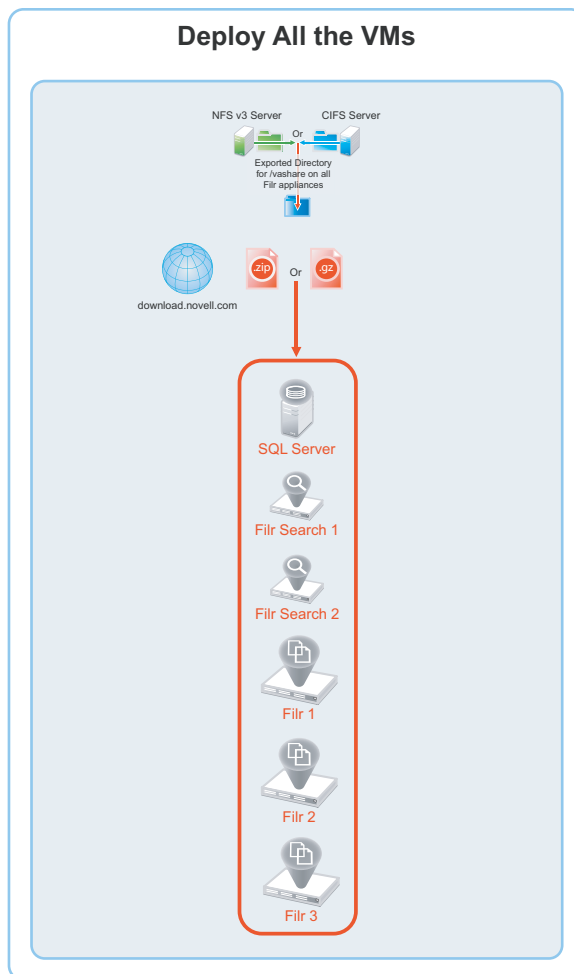 Deploy All the VMs
NFS v3 Server
CIFS Server
Or
Exported Directory
for /vashare on all
Filr appliances
.zip
Or
.gz
download.novell.com
SQL Server
Filr Search 1
Filr Search 2
Filr 1
Filr 2
Filr 3